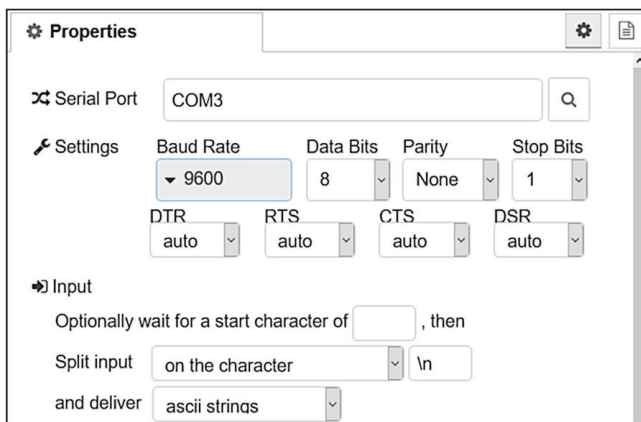 Properties
Serial Port COM3
Settings Baud Rate Data Bits Parity Stop Bits
9600 8 None 1
DTR RTS CTS DSR
auto auto auto auto
Input
Optionally wait for a start character of , then
Split input on the character \n
and deliver ascii strings